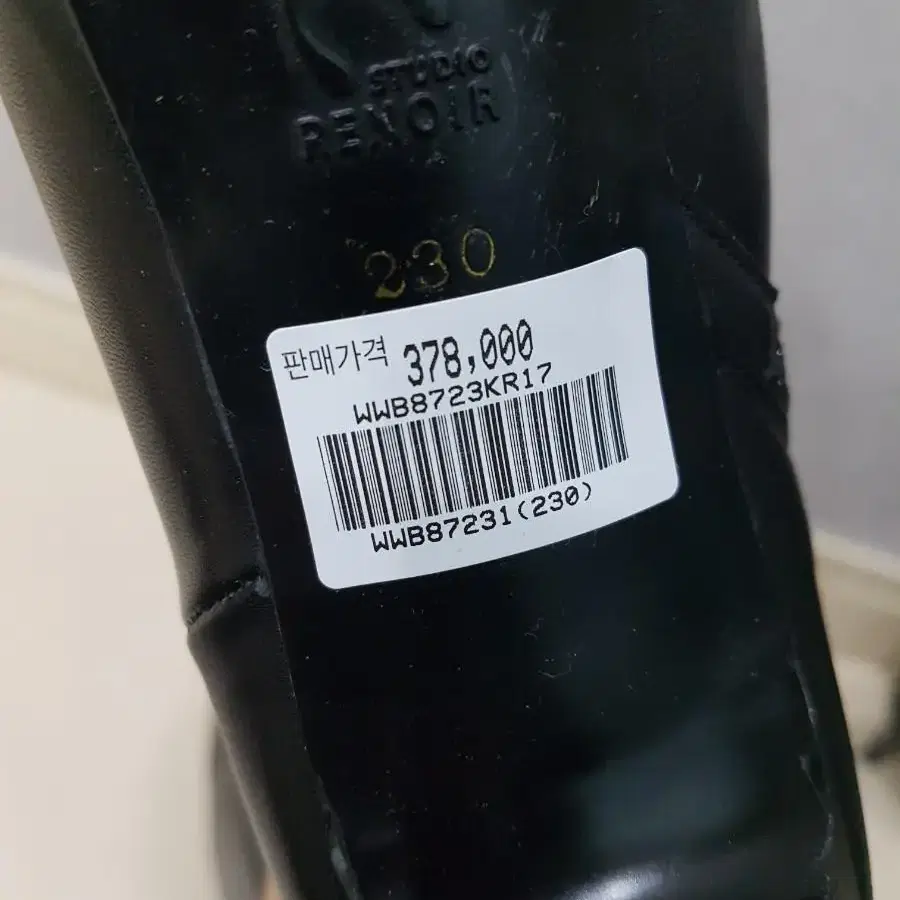 STUDIO
RENOIR
230
판매가격 378,000
WWB8723KR17
WWB87231(230)